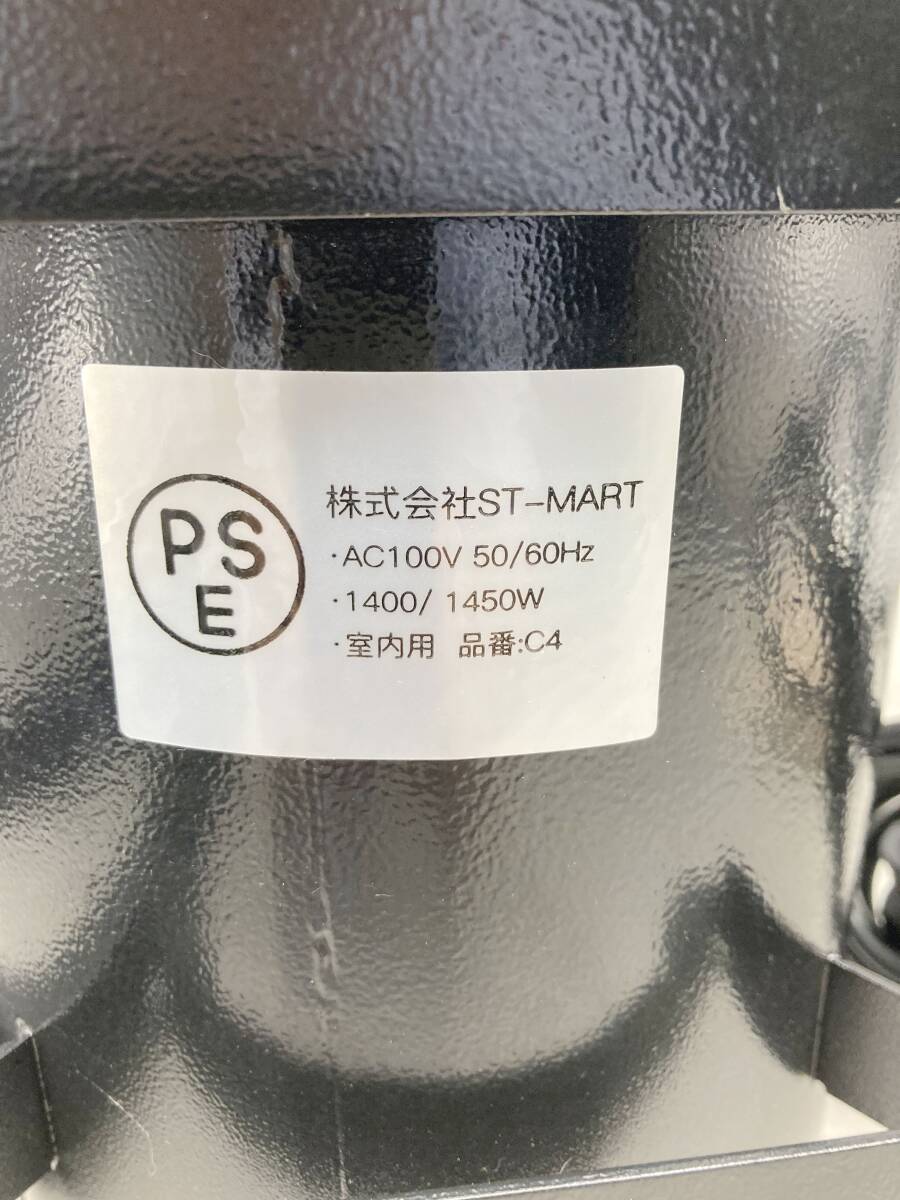 PS
E
株式会社ST-MART
・AC100V 50/60Hz
・1400/ 1450W
・室内用 品番:C4